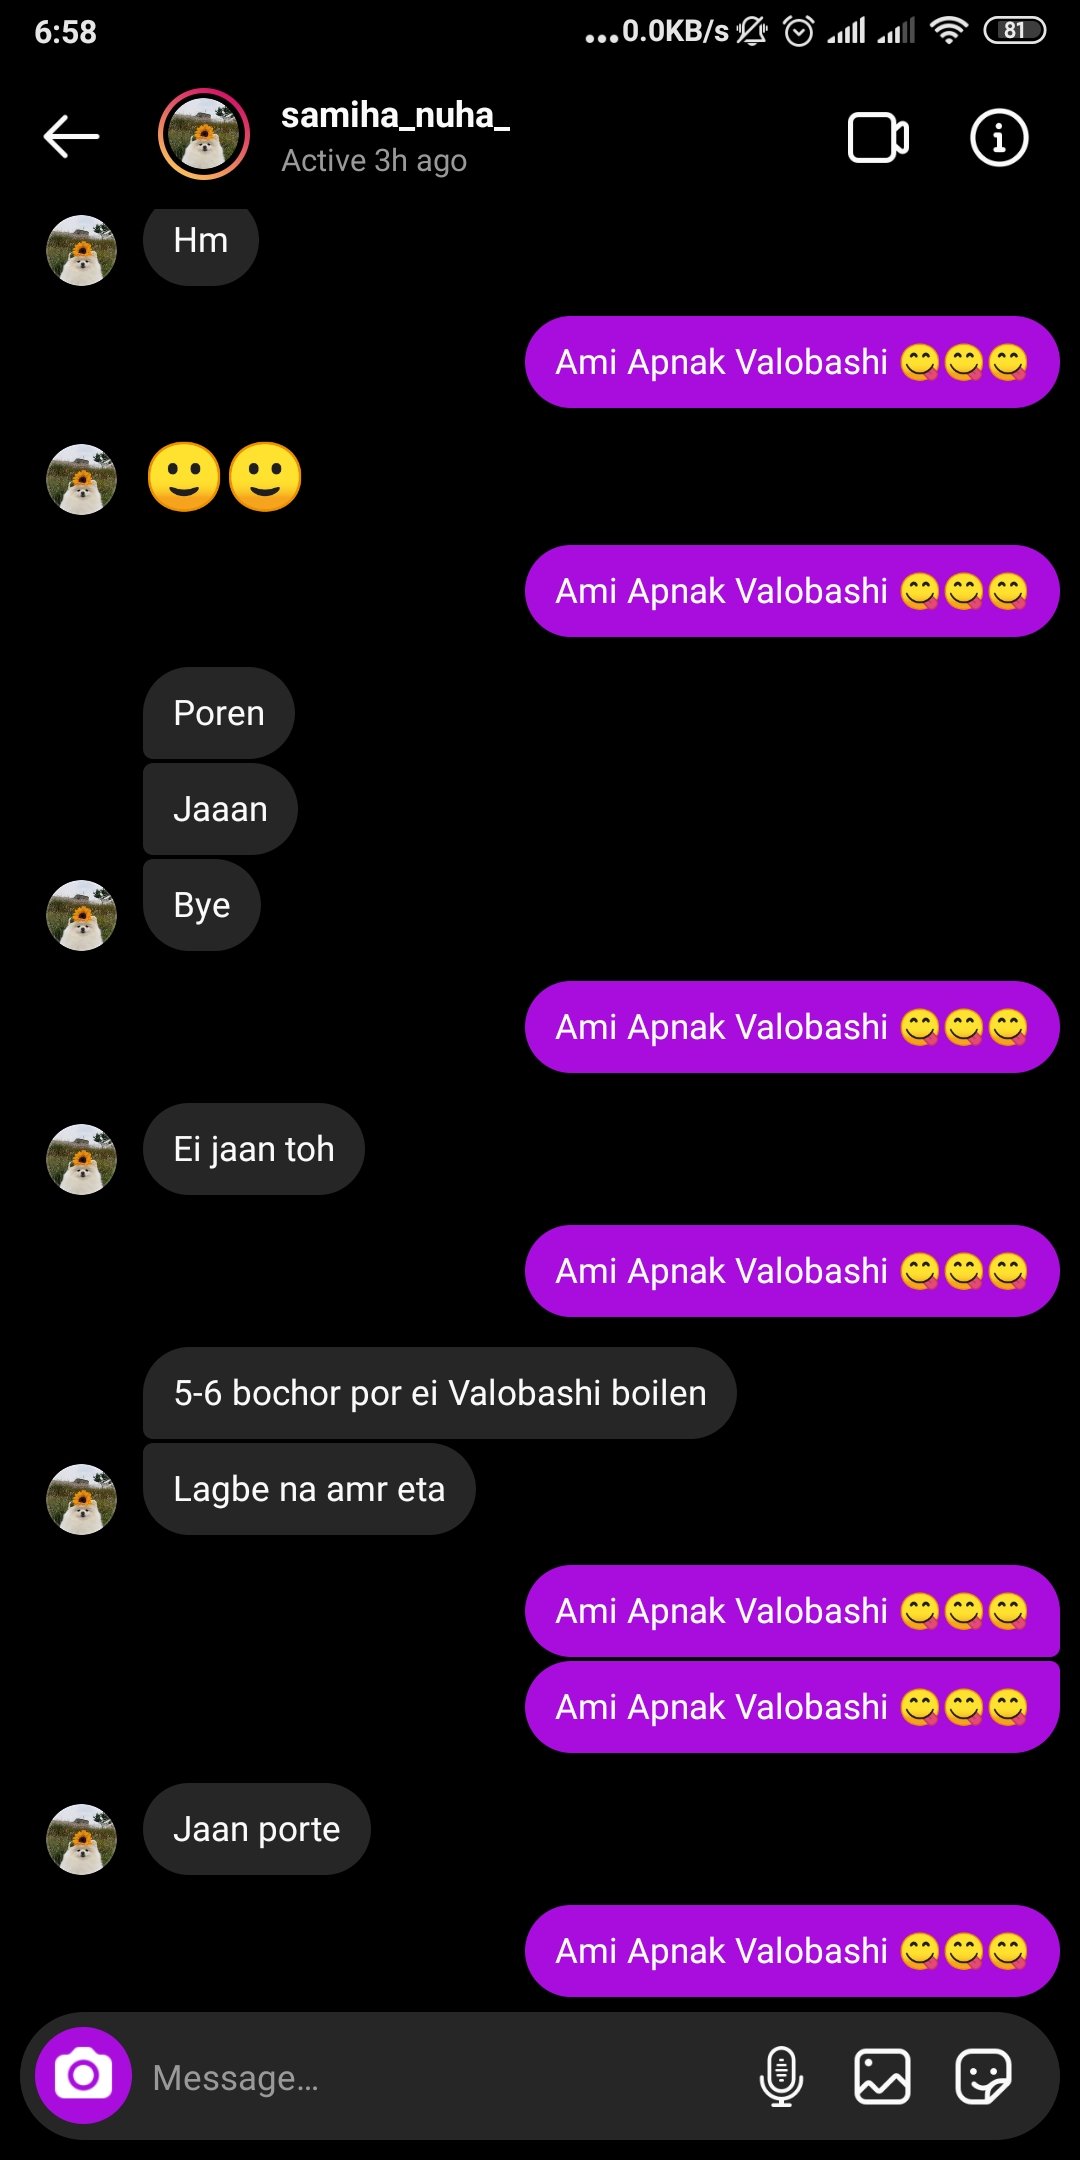 6:58
...0.0KB/s 81
samiha_nuha_
Active 3h ago
Hm
Ami Apnak Valobashi 😋😋😋
🙂🙂
Ami Apnak Valobashi 😋😋😋
Poren
Jaaan
Bye
Ami Apnak Valobashi 😋😋😋
Ei jaan toh
Ami Apnak Valobashi 😋😋😋
5-6 bochor por ei Valobashi boilen
Lagbe na amr eta
Ami Apnak Valobashi 😋😋😋
Ami Apnak Valobashi 😋😋😋
Jaan porte
Ami Apnak Valobashi 😋😋😋
Message...